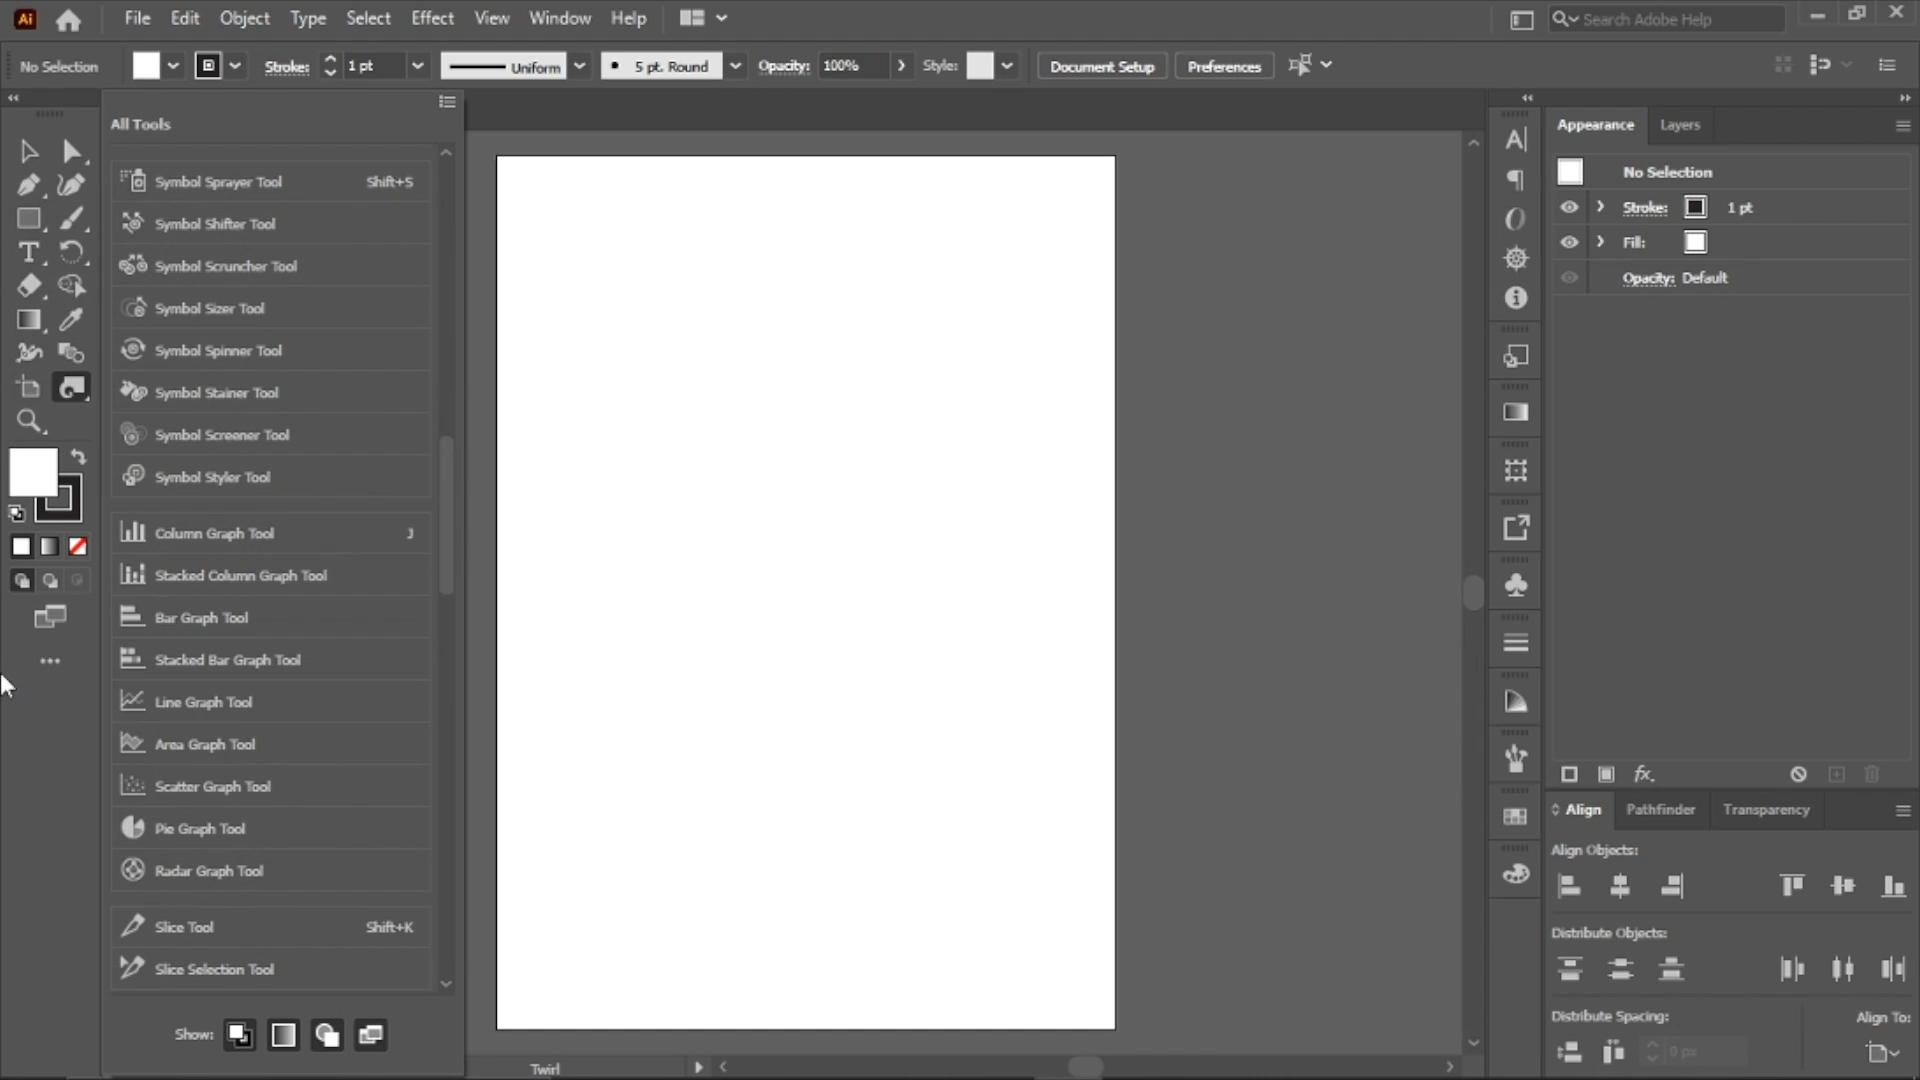 Ai
File Edit Object Type Select Effect View Window Help
Search Adobe Help
No Selection
Stroke: 1 pt
Uniform
5 pt. Round
Opacity: 100%
Style:
Document Setup
Preferences
All Tools
Symbol Sprayer Tool Shift+S
Symbol Shifter Tool
Symbol Scruncher Tool
Symbol Sizer Tool
Symbol Spinner Tool
Symbol Stainer Tool
Symbol Screener Tool
Symbol Styler Tool
Column Graph Tool J
Stacked Column Graph Tool
Bar Graph Tool
Stacked Bar Graph Tool
Line Graph Tool
Area Graph Tool
Scatter Graph Tool
Pie Graph Tool
Radar Graph Tool
Slice Tool Shift+K
Slice Selection Tool
Show:
Twirl
Appearance Layers
No Selection
Stroke: 1 pt
Fill:
Opacity: Default
fx.
Align Pathfinder Transparency
Align Objects:
Distribute Objects:
Distribute Spacing: Align To:
0 px